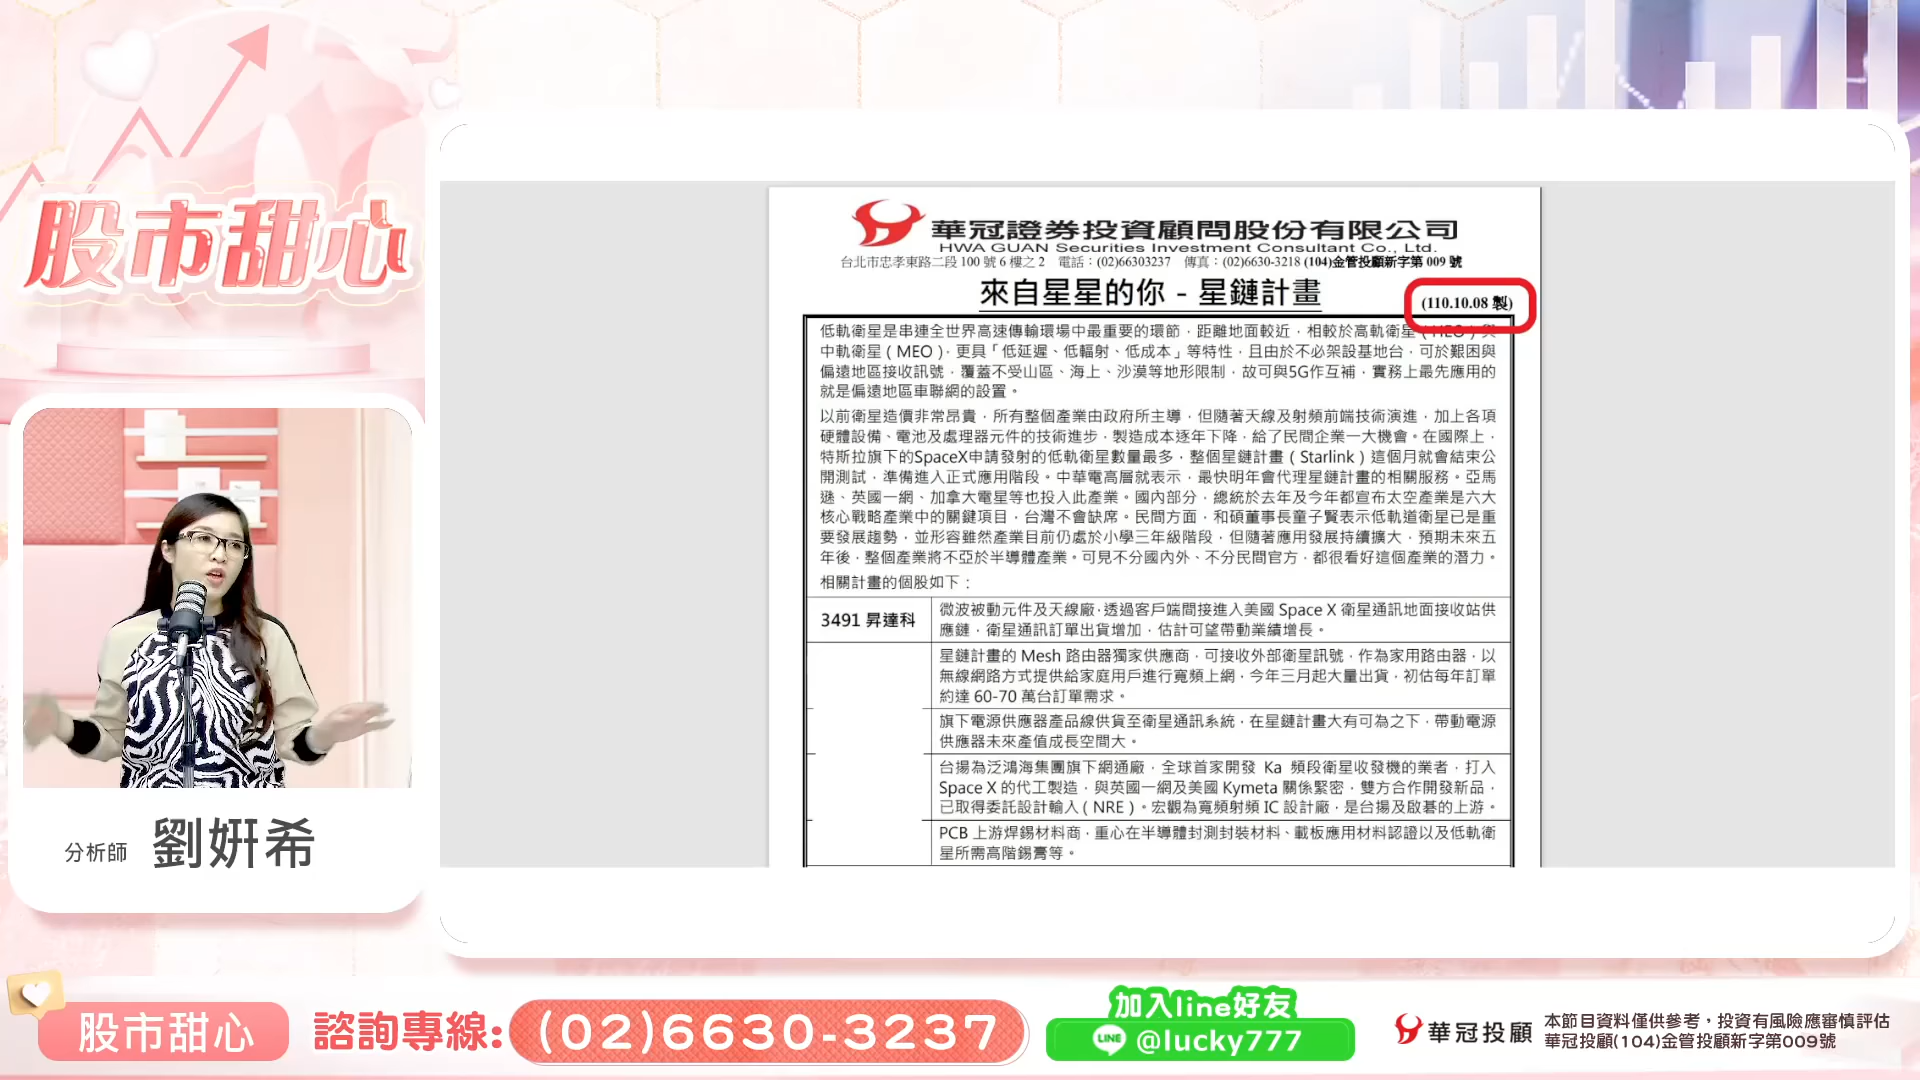 股市甜心
分析師 劉妍希
華冠證券投資顧問股份有限公司
HWA GUAN Securities Investment Consultant Co., Ltd.
台北市忠孝東路二段 100 號 6 樓之 2 電話：(02)66303237 傳真：(02)6630-3218 (104)金管投顧新字第 009 號
來自星星的你 - 星鏈計畫
(110.10.08 製)
低軌衛星是串連全世界高速傳輸環場中最重要的環節，距離地面較近，相較於高軌衛星（HEO）與
中軌衛星（MEO），更具「低延遲、低輻射、低成本」等特性，且由於不必架設基地台，可於艱困與
偏遠地區接收訊號，覆蓋不受山區、海上、沙漠等地形限制，故可與5G作互補，實務上最先應用的
就是偏遠地區車聯網的設置。
以前衛星造價非常昂貴，所有整個產業由政府所主導，但隨著天線及射頻前端技術演進，加上各項
硬體設備、電池及處理器元件的技術進步，製造成本逐年下降，給了民間企業一大機會。在國際上，
特斯拉旗下的SpaceX申請發射的低軌衛星數量最多，整個星鏈計畫（Starlink）這個月就會結束公
開測試，準備進入正式應用階段。中華電高層就表示，最快明年會代理星鏈計畫的相關服務。亞馬
遜、英國一網、加拿大電星等也投入此產業。國內部分，總統於去年及今年都宣布太空產業是六大
核心戰略產業中的關鍵項目，台灣不會缺席。民間方面，和碩董事長童子賢表示低軌道衛星已是重
要發展趨勢，並形容雖然產業目前仍處於小學三年級階段，但隨著應用發展持續擴大，預期未來五
年後，整個產業將不亞於半導體產業。可見不分國內外、不分民間官方，都很看好這個產業的潛力。
相關計畫的個股如下：
3491 昇達科
微波被動元件及天線廠，透過客戶端間接進入美國 Space X 衛星通訊地面接收站供
應鏈，衛星通訊訂單出貨增加，估計可望帶動業績增長。
星鏈計畫的 Mesh 路由器獨家供應商，可接收外部衛星訊號，作為家用路由器，以
無線網路方式提供給家庭用戶進行寬頻上網，今年三月起大量出貨，初估每年訂單
約達 60-70 萬台訂單需求。
旗下電源供應器產品線供貨至衛星通訊系統，在星鏈計畫大有可為之下，帶動電源
供應器未來產值成長空間大。
台揚為泛鴻海集團旗下網通廠，全球首家開發 Ka 頻段衛星收發機的業者，打入
Space X 的代工製造，與英國一網及美國 Kymeta 關係緊密，雙方合作開發新品，
已取得委託設計輸入（NRE）。宏觀為寬頻射頻 IC 設計廠，是台揚及啟碁的上游。
PCB 上游焊錫材料商，重心在半導體封測封裝材料、載板應用材料認證以及低軌衛
星所需高階錫膏等。
股市甜心
諮詢專線:
(02)6630-3237
加入line好友
LINE @lucky777
華冠投顧
本節目資料僅供參考，投資有風險應審慎評估
華冠投顧(104)金管投顧新字第009號